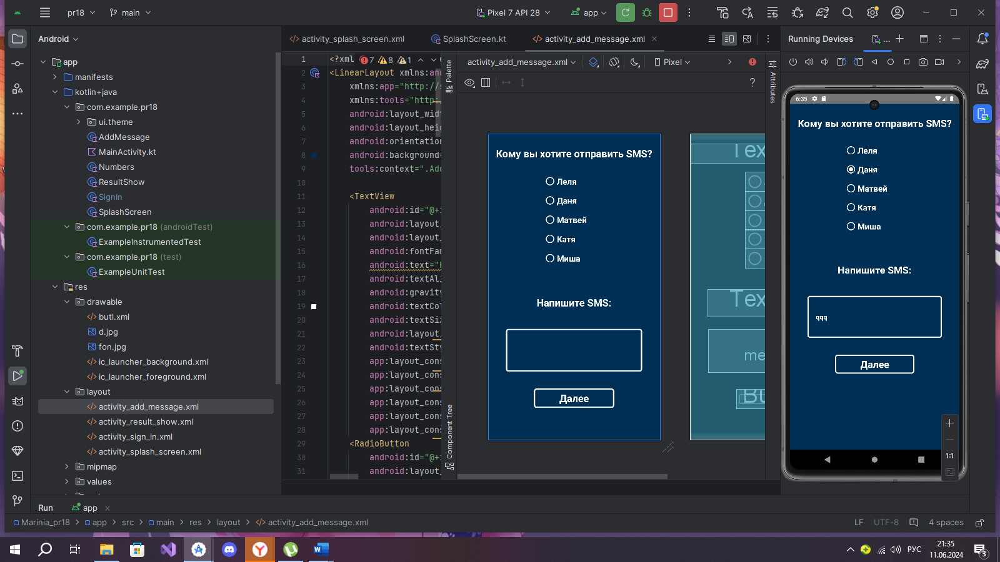 pr18
main
Pixel 7 API 28
app
Android
activity_splash_screen.xml
SplashScreen.kt
activity_add_message.xml
Running Devices
app
manifests
kotlin+java
com.example.pr18
ui.theme
AddMessage
MainActivity.kt
Numbers
ResultShow
SignIn
SplashScreen
com.example.pr18 (androidTest)
ExampleInstrumentedTest
com.example.pr18 (test)
ExampleUnitTest
res
drawable
butl.xml
d.jpg
fon.jpg
ic_launcher_background.xml
ic_launcher_foreground.xml
layout
activity_add_message.xml
activity_result_show.xml
activity_sign_in.xml
activity_splash_screen.xml
mipmap
values
1 <?xml
7 8 1
2 <LinearLayout xmlns:and
3 xmlns:app="http://s
4 xmlns:tools="http:
5 android:layout_widt
6 android:layout_heig
7 android:orientation
8 android:background=
9 tools:context=".Add
10
11 <TextView
12 android:id="@+i
13 android:layout_
14 android:layout_
15 android:fontFam
16 android:text="
17 android:textAli
18 android:gravity
19 android:textCol
20 android:textSiz
21 android:layout_
22 android:textSty
23 app:layout_cons
24 app:layout_cons
25 app:layout_cons
26 app:layout_cons
27 app:layout_cons
28 app:layout_cons
29 <RadioButton
30 android:id="@+i
31 android:layout_
Palette
Component Tree
activity_add_message.xml
Pixel
?
Attributes
Кому вы хотите отправить SMS?
Леля
Даня
Матвей
Катя
Миша
Напишите SMS:
Далее
Tex
Tex
me
Bu
6:35
Кому вы хотите отправить SMS?
Леля
Даня
Матвей
Катя
Миша
Напишите SMS:
qqq
Далее
1:1
Run
app
Marinia_pr18 > app > src > main > res > layout > activity_add_message.xml
LF
UTF-8
4 spaces
РУС
21:35
11.06.2024
3